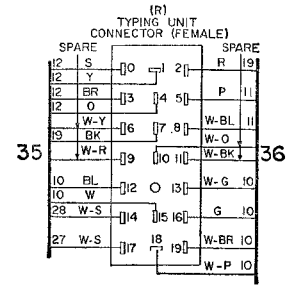 (R)
TYPING UNIT
CONNECTOR (FEMALE)
SPARE SPARE
12 S 0 1 2 R 19
12 Y
12 BR 3 4 5 P 11
12 O
W-Y 6 7 8 W-BL 11
19 BK W-O
35 W-R 9 10 11 W-BK 36
10 BL 12 13 W-G 10
10 W
28 W-S 14 15 16 G 10
27 W-S 17 18 19 W-BR 10
W-P 10